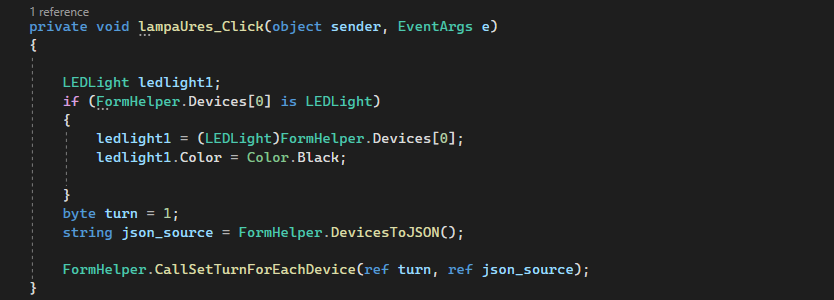 1 reference
private void lampaUres_Click(object sender, EventArgs e)
{
LEDLight ledlight1;
if (FormHelper.Devices[0] is LEDLight)
{
ledlight1 = (LEDLight)FormHelper.Devices[0];
ledlight1.Color = Color.Black;
}
byte turn = 1;
string json_source = FormHelper.DevicesToJSON();
FormHelper.CallSetTurnForEachDevice(ref turn, ref json_source);
}